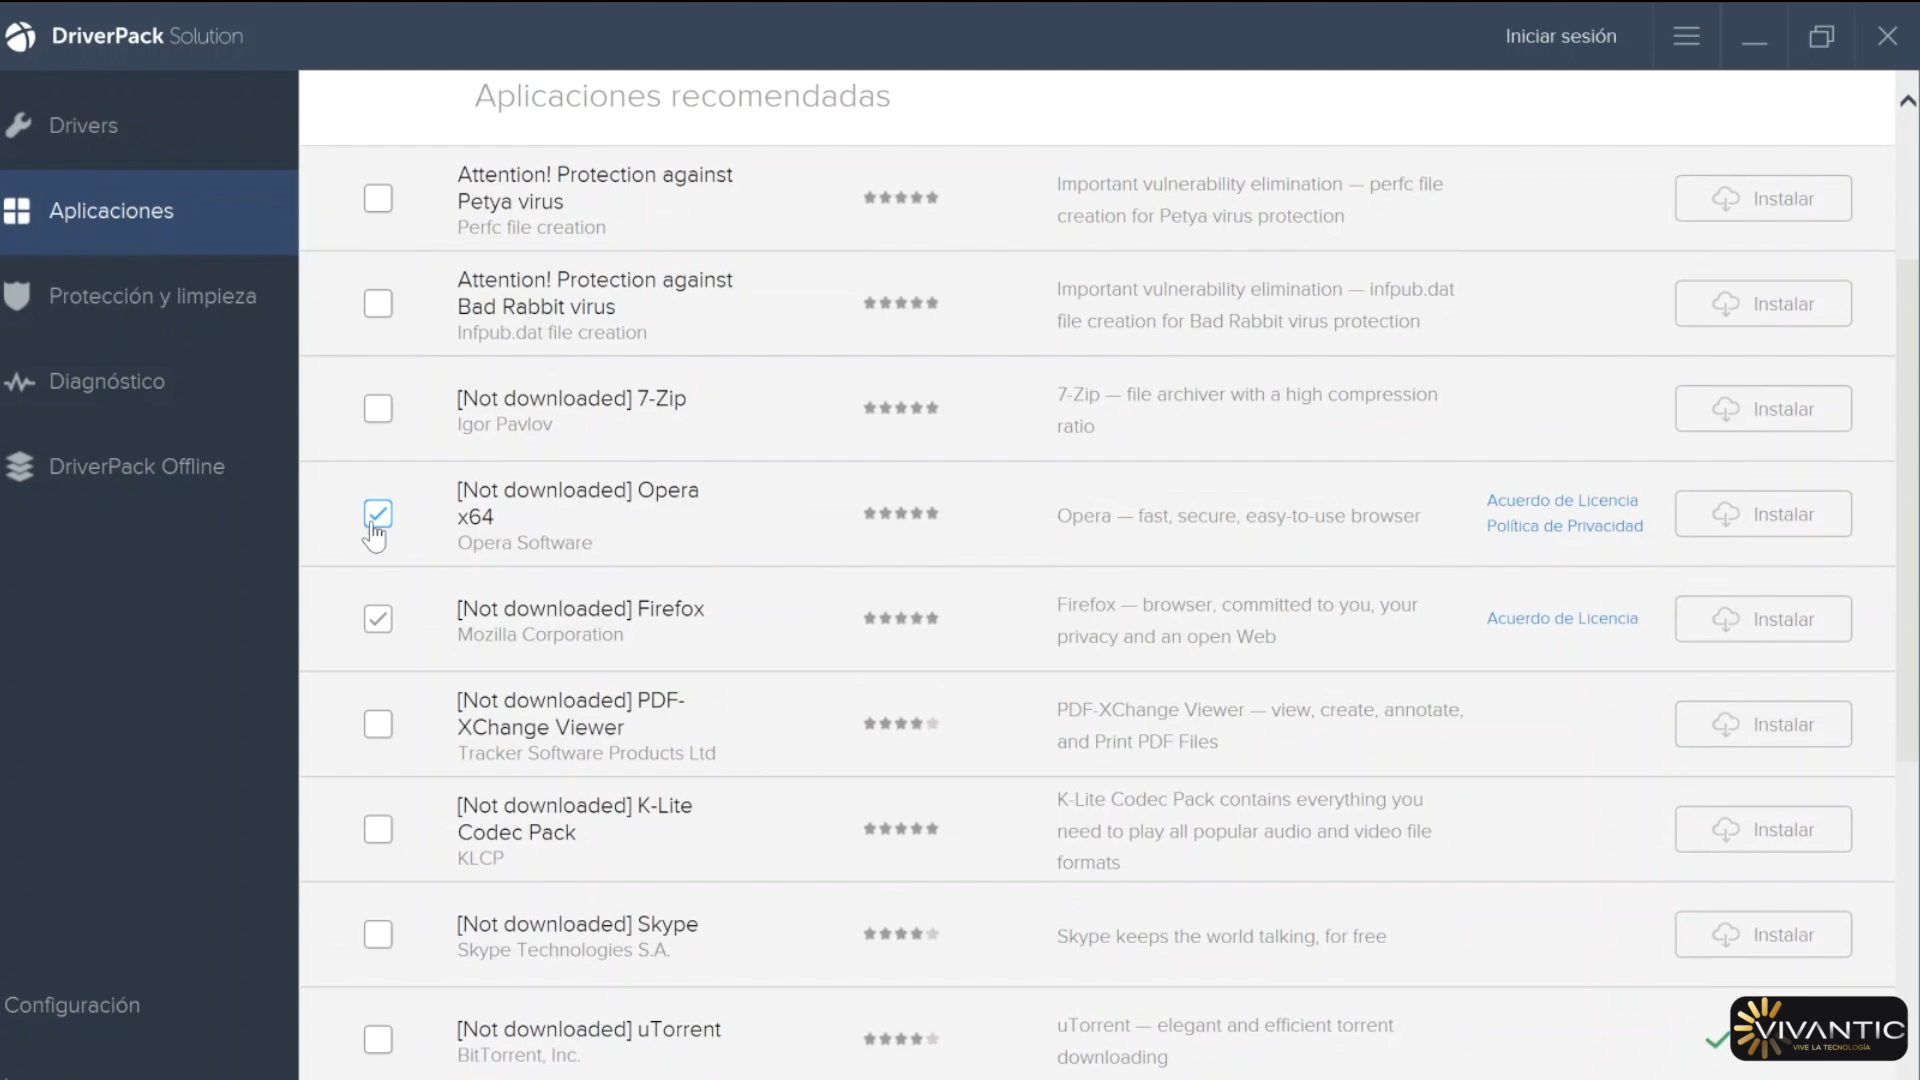 DriverPack Solution
Iniciar sesión
Drivers
Aplicaciones
Protección y limpieza
Diagnóstico
DriverPack Offline
Configuración
Aplicaciones recomendadas
Attention! Protection against
Petya virus
Perfc file creation
Important vulnerability elimination — perfc file
creation for Petya virus protection
Instalar
Attention! Protection against
Bad Rabbit virus
Infpub.dat file creation
Important vulnerability elimination — infpub.dat
file creation for Bad Rabbit virus protection
Instalar
[Not downloaded] 7-Zip
Igor Pavlov
7-Zip — file archiver with a high compression
ratio
Instalar
[Not downloaded] Opera
x64
Opera Software
Opera — fast, secure, easy-to-use browser
Acuerdo de Licencia
Política de Privacidad
Instalar
[Not downloaded] Firefox
Mozilla Corporation
Firefox — browser, committed to you, your
privacy and an open Web
Acuerdo de Licencia
Instalar
[Not downloaded] PDF-
XChange Viewer
Tracker Software Products Ltd
PDF-XChange Viewer — view, create, annotate,
and Print PDF Files
Instalar
[Not downloaded] K-Lite
Codec Pack
KLCP
K-Lite Codec Pack contains everything you
need to play all popular audio and video file
formats
Instalar
[Not downloaded] Skype
Skype Technologies S.A.
Skype keeps the world talking, for free
Instalar
[Not downloaded] uTorrent
BitTorrent, Inc.
uTorrent — elegant and efficient torrent
downloading
VIVANTIC
VIVE LA TECNOLOGÍA